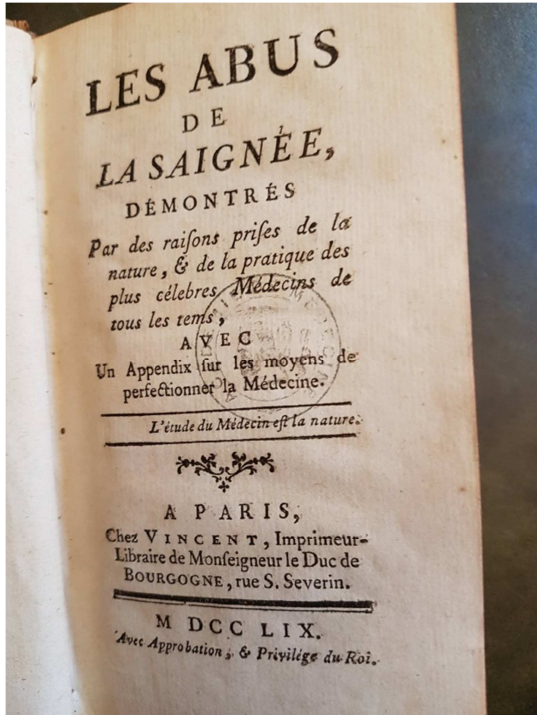 LES ABUS
DE
LA SAIGNÉE,
DÉMONTRÉS
Par des raiſons priſes de la
nature, & de la pratique des
plus célebres Médecins de
tous les tems,
AVEC
Un Appendix ſur les moyens de
perfectionner la Médecine.
L'étude du Médecin eſt la nature.
A PARIS,
Chez VINCENT, Imprimeur-
Libraire de Monſeigneur le Duc de
BOURGOGNE, rue S. Severin.
M DCC LIX.
Avec Approbation, & Privilége du Roi.